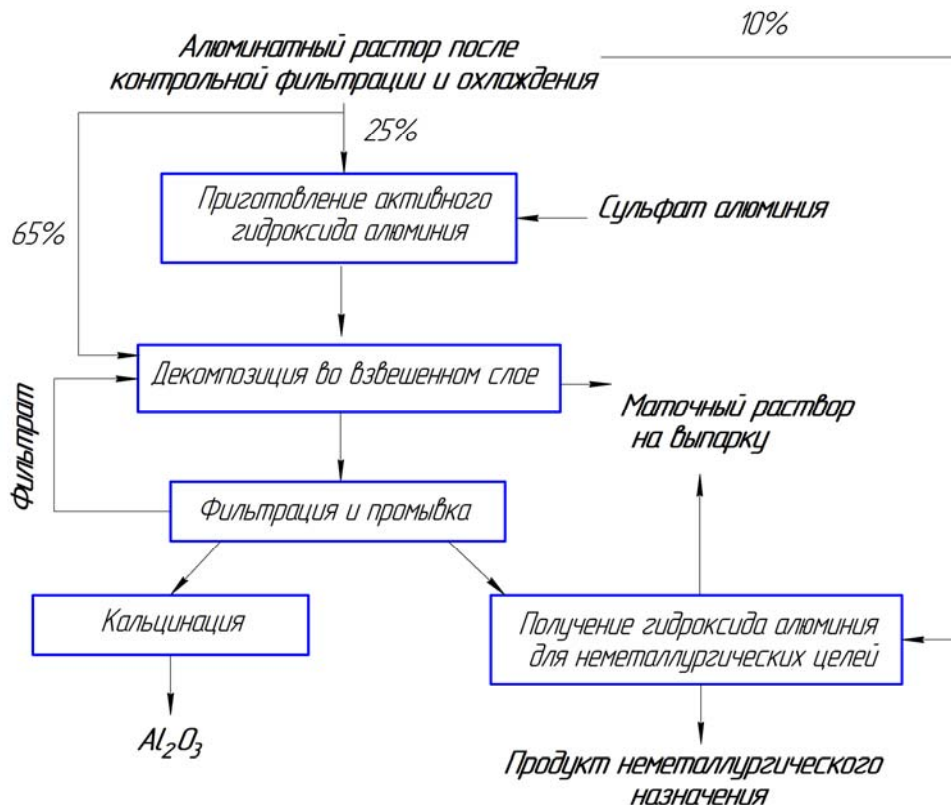 10%
Алюминатный растор после
контрольной фильтрации и охлаждения
25%
Приготовление активного
гидроксида алюминия
Сульфат алюминия
65%
Декомпозиция во взвешенном слое
Маточный раствор
на выпарку
Фильтрат
Фильтрация и промывка
Кальцинация
Получение гидроксида алюминия
для неметаллургических целей
Al₂O₃
Продукт неметаллургического
назначения